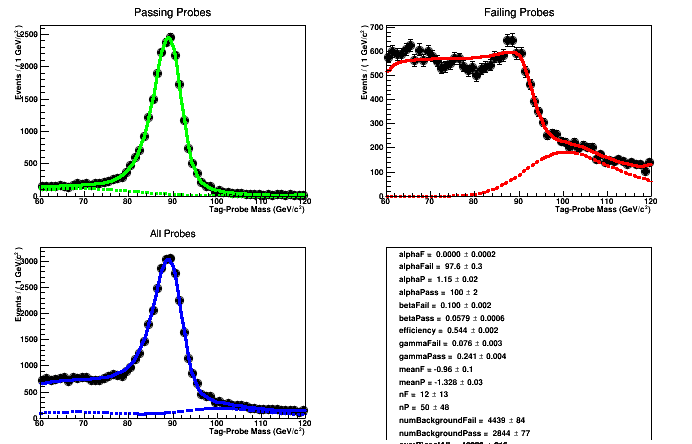 Passing Probes
Events / ( 1 GeV/c² )
2500
2000
1500
1000
500
60 70 80 90 100 110 120
Tag-Probe Mass (GeV/c²)
Failing Probes
Events / ( 1 GeV/c² )
700
600
500
400
300
200
100
0
60 70 80 90 100 110 120
Tag-Probe Mass (GeV/c²)
All Probes
Events / ( 1 GeV/c² )
3000
2500
2000
1500
1000
500
0
60 70 80 90 100 110 120
Tag-Probe Mass (GeV/c²)
alphaF = 0.0000 ± 0.0002
alphaFail = 97.6 ± 0.3
alphaP = 1.15 ± 0.02
alphaPass = 100 ± 2
betaFail = 0.100 ± 0.002
betaPass = 0.0579 ± 0.0006
efficiency = 0.544 ± 0.002
gammaFail = 0.076 ± 0.003
gammaPass = 0.241 ± 0.004
meanF = -0.96 ± 0.1
meanP = -1.328 ± 0.03
nF = 12 ± 13
nP = 50 ± 48
numBackgroundFail = 4439 ± 84
numBackgroundPass = 2844 ± 77